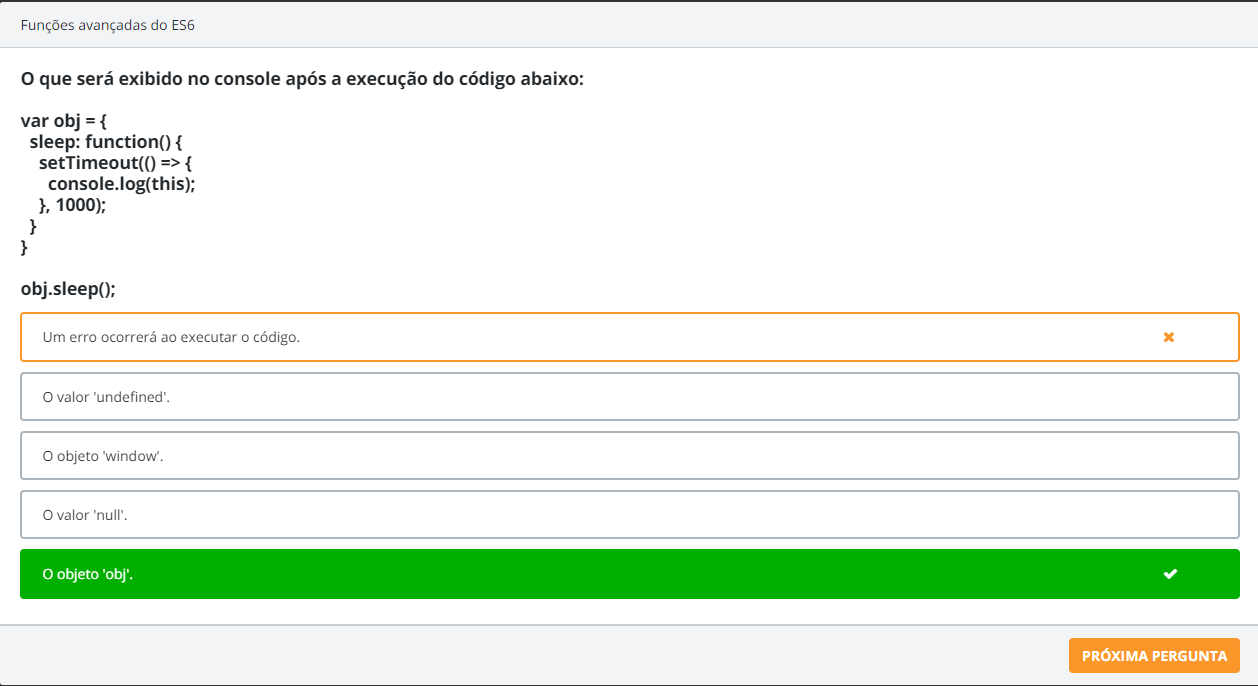 Funções avançadas do ES6
O que será exibido no console após a execução do código abaixo:
var obj = {
sleep: function() {
setTimeout(() => {
console.log(this);
}, 1000);
}
}
obj.sleep();
Um erro ocorrerá ao executar o código.
O valor 'undefined'.
O objeto 'window'.
O valor 'null'.
O objeto 'obj'.
PRÓXIMA PERGUNTA